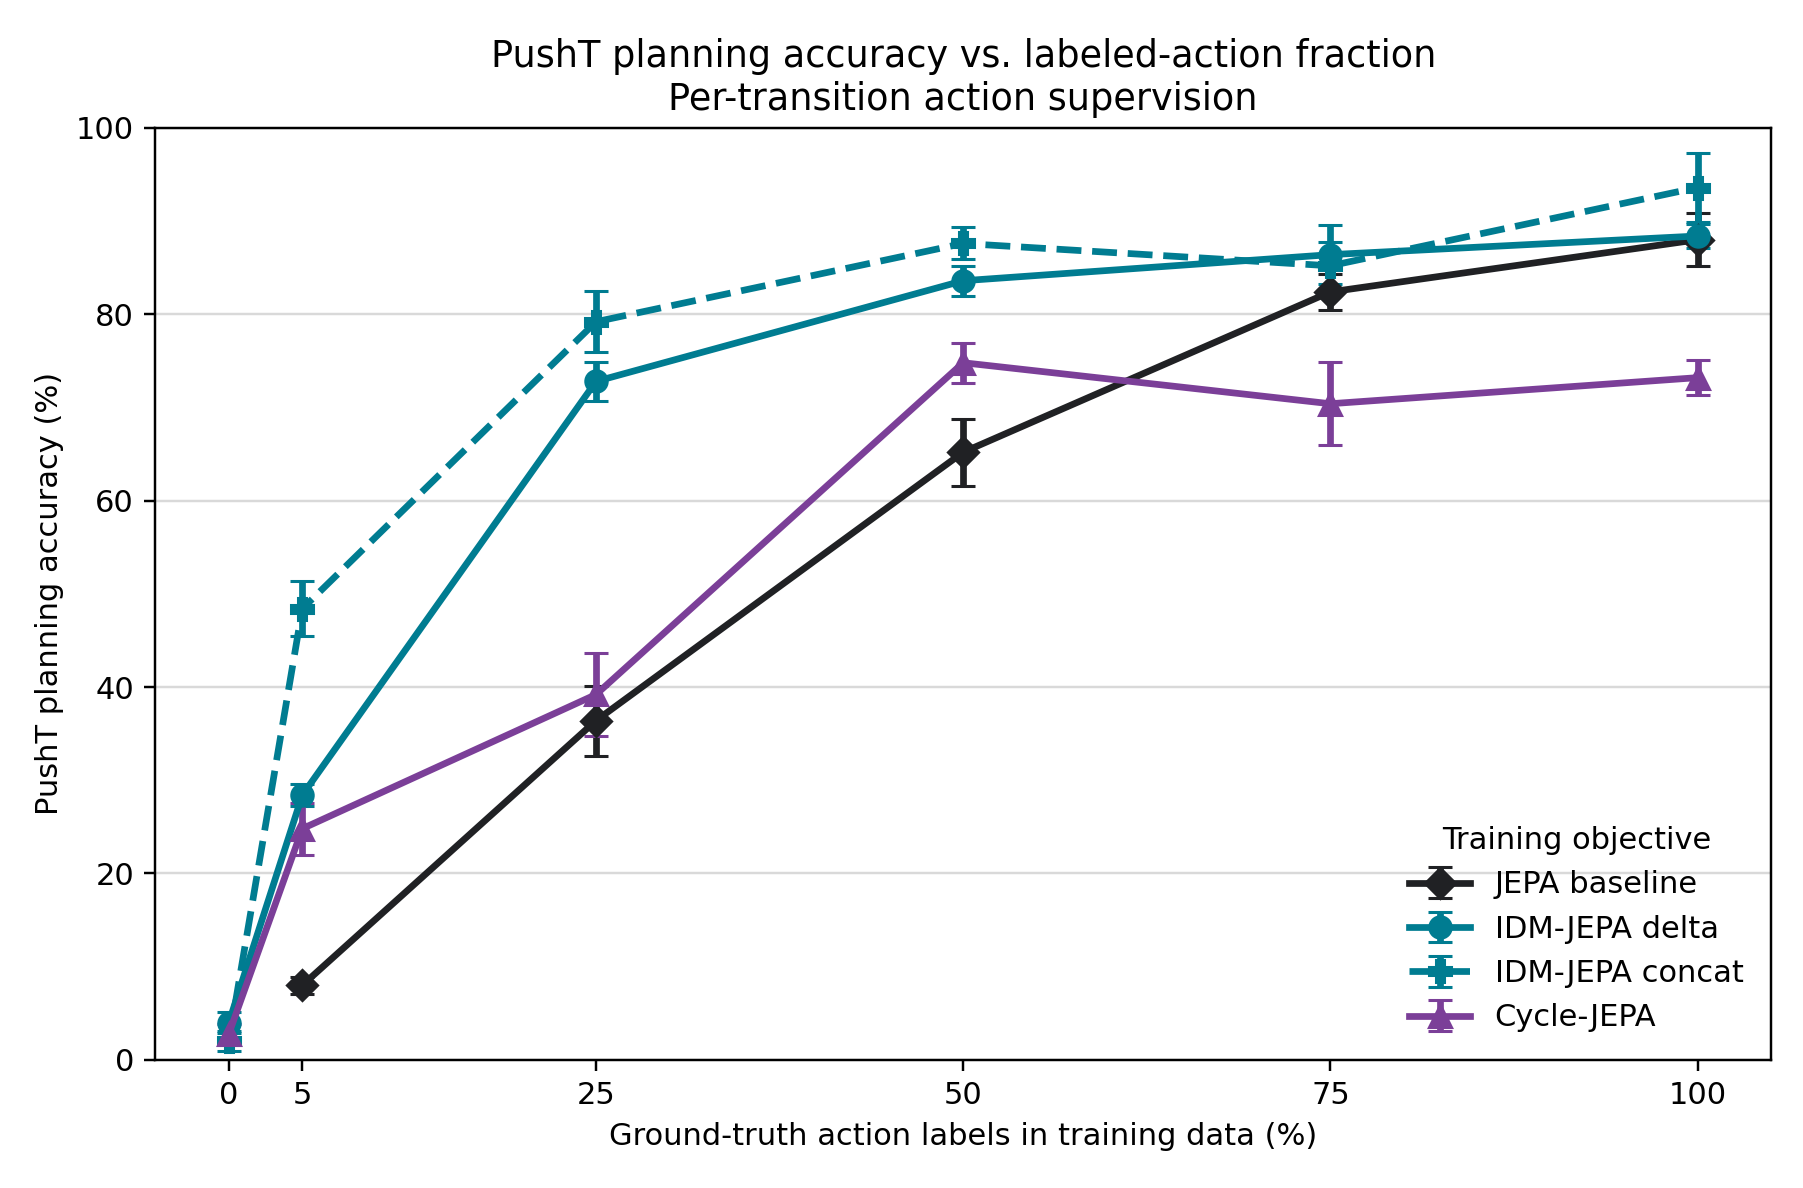 PushT planning accuracy vs. labeled-action fraction
Per-transition action supervision
PushT planning accuracy (%)
100
80
60
40
20
0
0 5 25 50 75 100
Ground-truth action labels in training data (%)
Training objective
JEPA baseline
IDM-JEPA delta
IDM-JEPA concat
Cycle-JEPA